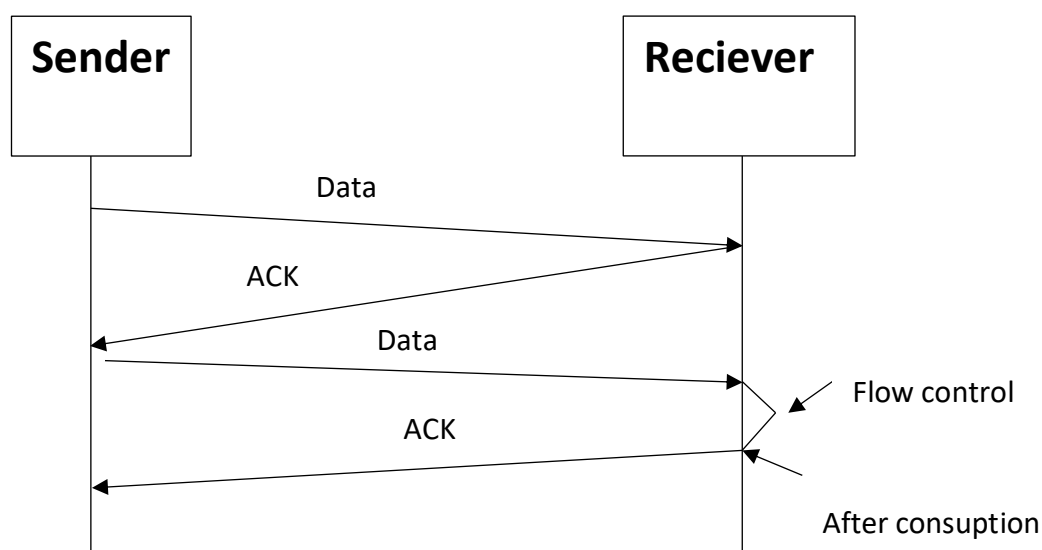 Sender
Reciever
Data
ACK
Data
Flow control
ACK
After consuption